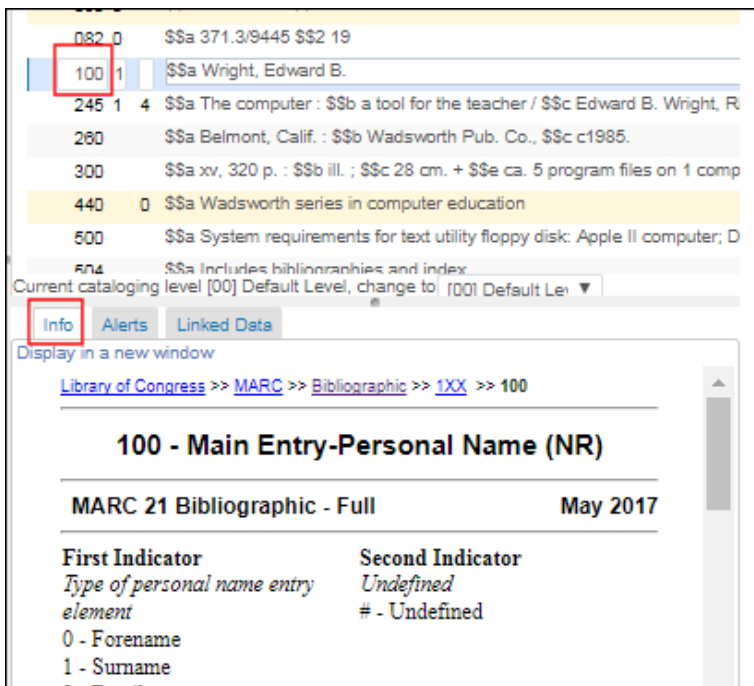 082 0 $$a 371.3/9445 $$2 19
100 1 $$a Wright, Edward B.
245 1 4 $$a The computer : $$b a tool for the teacher / $$c Edward B. Wright, R
260 $$a Belmont, Calif. : $$b Wadsworth Pub. Co., $$c c1985.
300 $$a xv, 320 p. : $$b ill. ; $$c 28 cm. + $$e ca. 5 program files on 1 comp
440 0 $$a Wadsworth series in computer education
500 $$a System requirements for text utility floppy disk: Apple II computer; D
504 $$a Includes bibliographies and index
Current cataloging level [00] Default Level, change to [00] Default Lev ▼
Info Alerts Linked Data
Display in a new window
Library of Congress >> MARC >> Bibliographic >> 1XX >> 100
100 - Main Entry-Personal Name (NR)
MARC 21 Bibliographic - Full May 2017
First Indicator Second Indicator
Type of personal name entry Undefined
element # - Undefined
0 - Forename
1 - Surname